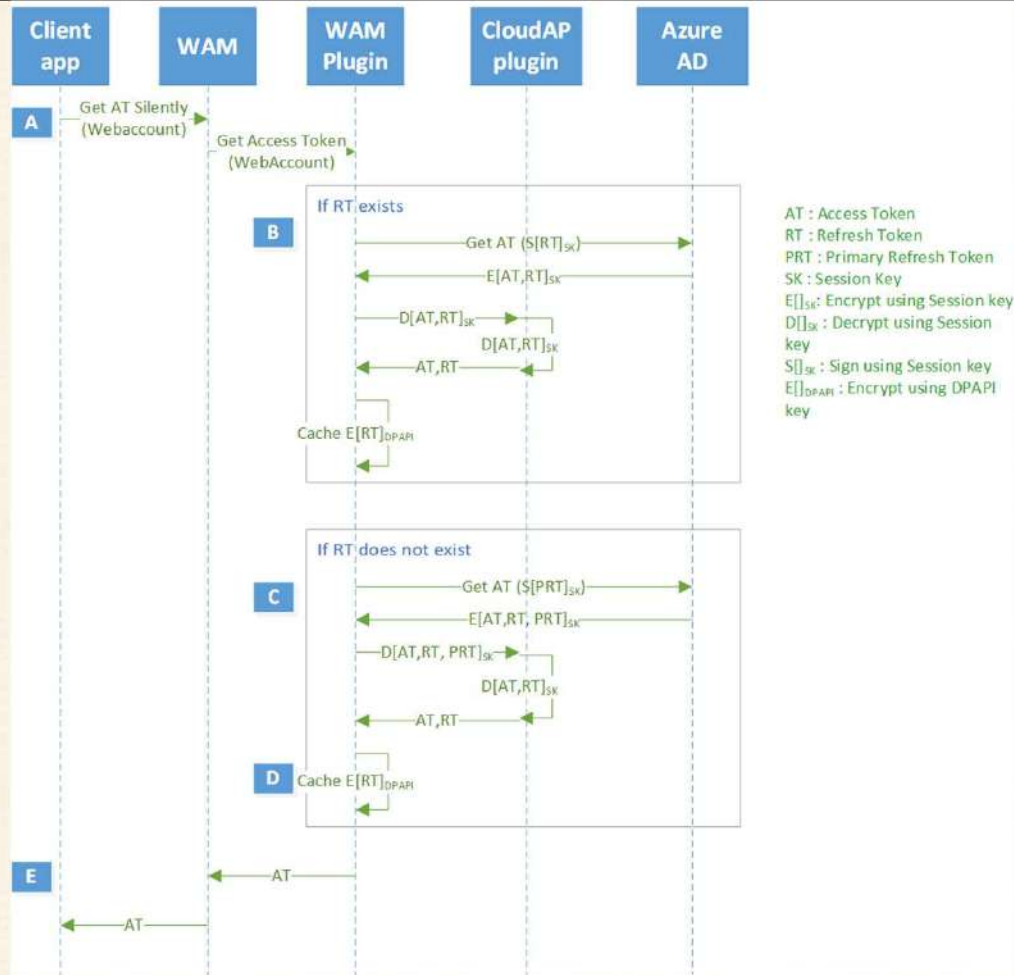 Client
app
WAM
WAM
Plugin
CloudAP
plugin
Azure
AD
A
Get AT Silently
(Webaccount)
Get Access Token
(WebAccount)
If RT exists
B
Get AT (S[RT]SK)
E[AT,RT]SK
D[AT,RT]SK
D[AT,RT]SK
AT,RT
Cache E[RT]DPAPI
If RT does not exist
C
Get AT (S[PRT]SK)
E[AT,RT, PRT]SK
D[AT,RT, PRT]SK
D[AT,RT]SK
AT,RT
D
Cache E[RT]DPAPI
E
AT
AT
AT : Access Token
RT : Refresh Token
PRT : Primary Refresh Token
SK : Session Key
E[]SK: Encrypt using Session key
D[]SK : Decrypt using Session
key
S[]SK : Sign using Session key
E[]DPAPI : Encrypt using DPAPI
key